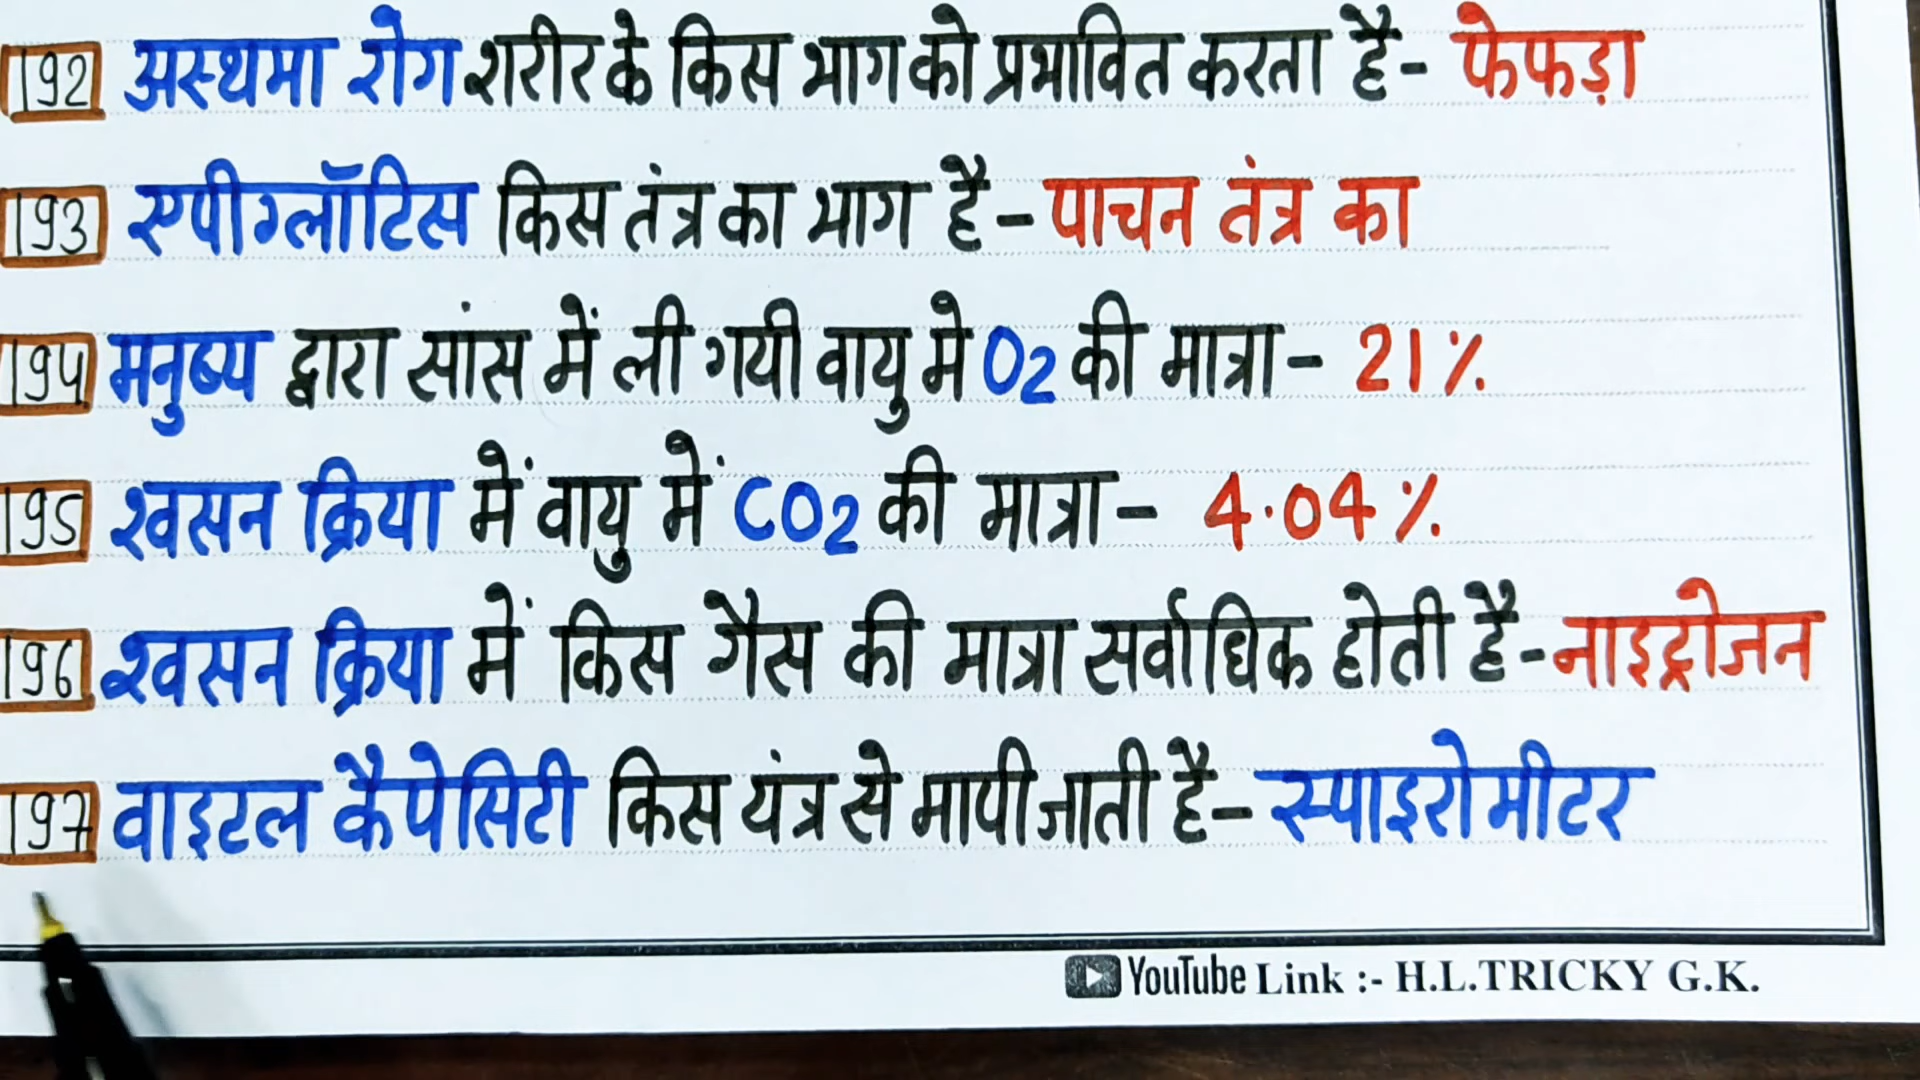 192 अस्थमा रोग शरीर के किस भाग को प्रभावित करता है- फेफड़ा
193 एपीग्लॉटिस किस तंत्र का भाग है- पाचन तंत्र का
194 मनुष्य द्वारा सांस में ली गयी वायु मे O2 की मात्रा- 21%
195 श्वसन क्रिया में वायु में CO2 की मात्रा- 4.04%
196 श्वसन क्रिया में किस गैस की मात्रा सर्वाधिक होती है- नाइट्रोजन
197 वाइटल कैपेसिटी किस यंत्र से मापी जाती है- स्पाइरोमीटर
YouTube Link :- H.L.TRICKY G.K.